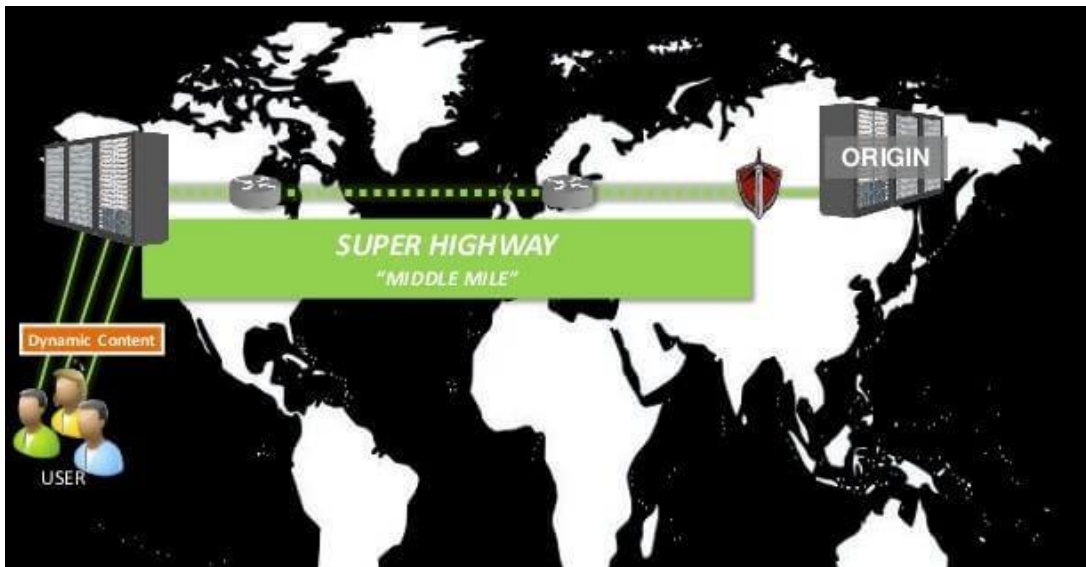 ORIGIN
SUPER HIGHWAY
“MIDDLE MILE”
Dynamic Content
USER